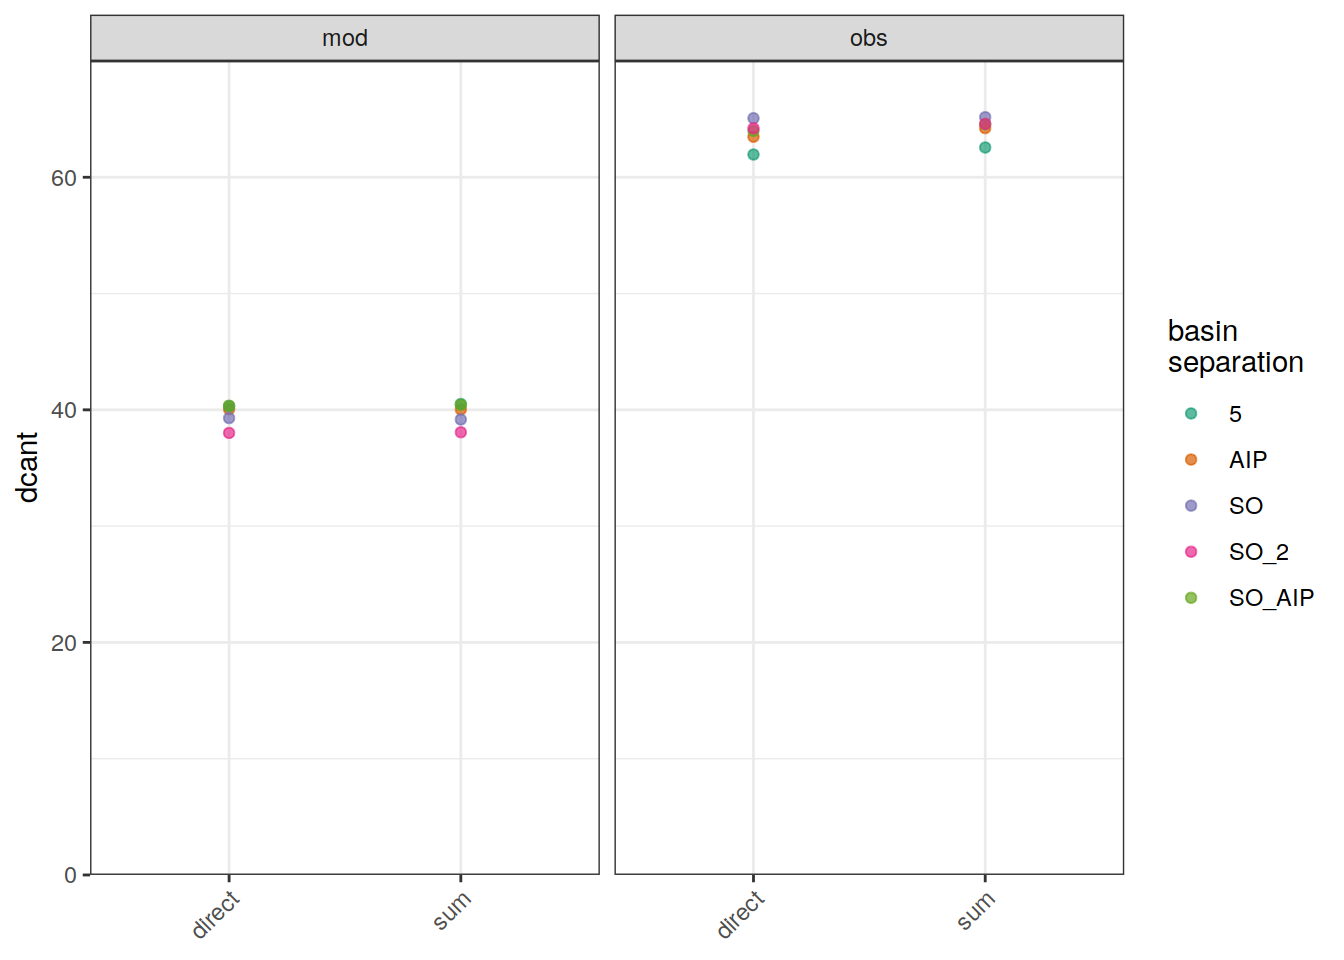 mod
obs
60
40
20
0
dcant
direct
sum
direct
sum
basin
separation
5
AIP
SO
SO_2
SO_AIP